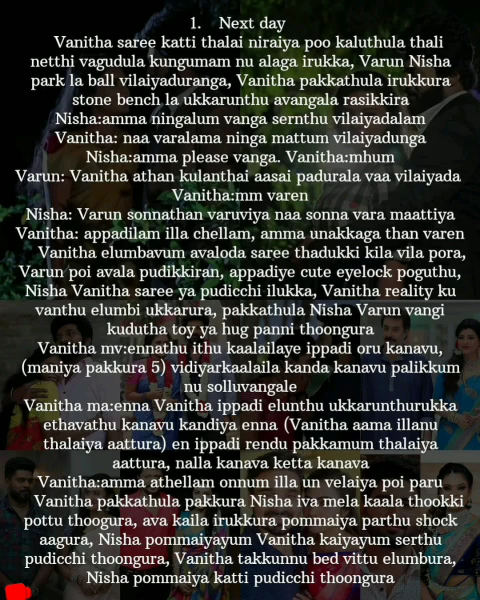 1. Next day
Vanitha saree katti thalai niraiya poo kaluthula thali
netthi vagudula kungumam nu alaga irukka, Varun Nisha
park la ball vilaiyaduranga, Vanitha pakkathula irukkura
stone bench la ukkarunthu avangala rasikkira
Nisha:amma ningalum vanga sernthu vilaiyadalam
Vanitha: naa varalama ninga mattum vilaiyadunga
Nisha:amma please vanga. Vanitha:mhum
Varun: Vanitha athan kulanthai aasai padurala vaa vilaiyada
Vanitha:mm varen
Nisha: Varun sonnathan varuviya naa sonna vara maattiya
Vanitha: appadilam illa chellam, amma unakkaga than varen
Vanitha elumbavum avaloda saree thadukki kila vila pora,
Varun poi avala pudikkiran, appadiye cute eyelock poguthu,
Nisha Vanitha saree ya pudicchi ilukka, Vanitha reality ku
vanthu elumbi ukkarura, pakkathula Nisha Varun vangi
kudutha toy ya hug panni thoongura
Vanitha mv:ennathu ithu kaalailaye ippadi oru kanavu,
(maniya pakkura 5) vidiyarkaalaila kanda kanavu palikkum
nu solluvangale
Vanitha ma:enna Vanitha ippadi elunthu ukkarunthurukka
ethavathu kanavu kandiya enna (Vanitha aama illanu
thalaiya aattura) en ippadi rendu pakkamum thalaiya
aattura, nalla kanava ketta kanava
Vanitha:amma athellam onnum illa un velaiya poi paru
Vanitha pakkathula pakkura Nisha iva mela kaala thookki
pottu thoogura, ava kaila irukkura pommaiya parthu shock
aagura, Nisha pommaiyayum Vanitha kaiyayum serthu
pudicchi thoongura, Vanitha takkunnu bed vittu elumbura,
Nisha pommaiya katti pudicchi thoongura